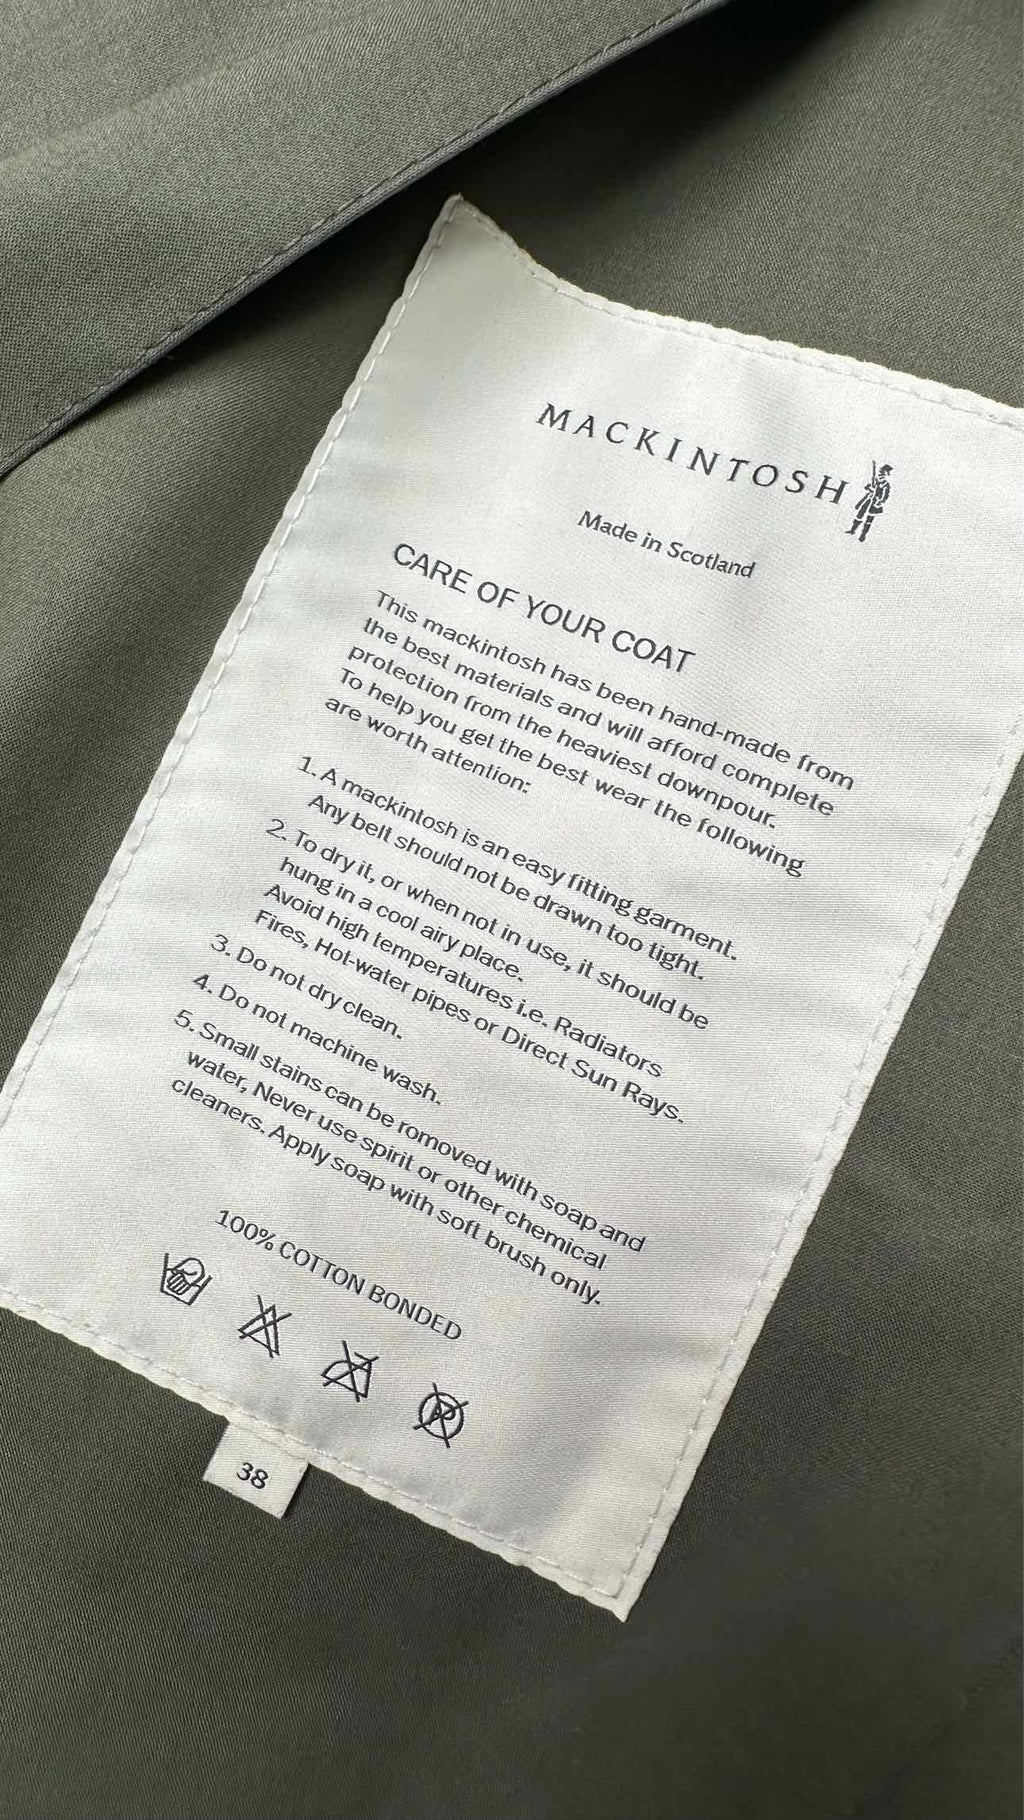 MACKINTOSH
Made in Scotland
CARE OF YOUR COAT
This mackintosh has been hand-made from
the best materials and will afford complete
protection from the heaviest downpour.
To help you get the best wear the following
are worth attention:
1. A mackintosh is an easy fitting garment.
Any belt should not be drawn too tight.
2. To dry it, or when not in use, it should be
hung in a cool airy place.
Avoid high temperatures i.e. Radiators
Fires, Hot-water pipes or Direct Sun Rays.
3. Do not dry clean.
4. Do not machine wash.
5. Small stains can be romoved with soap and
water, Never use spirit or other chemical
cleaners. Apply soap with soft brush only.
100% COTTON BONDED
P
38